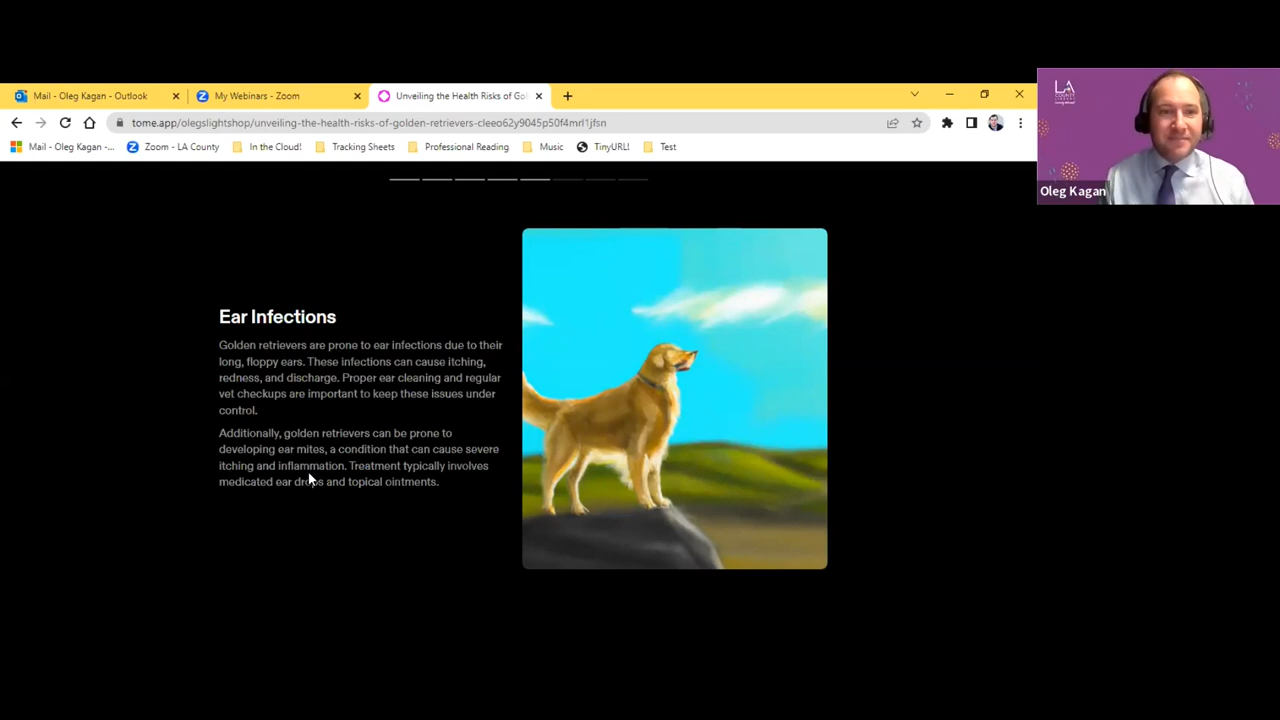 Mail - Oleg Kagan - Outlook
My Webinars - Zoom
Unveiling the Health Risks of Gol
tome.app/olegslightshop/unveiling-the-health-risks-of-golden-retrievers-cleeo62y9045p50f4mrl1jfsn
Mail - Oleg Kagan -...
Zoom - LA County
In the Cloud!
Tracking Sheets
Professional Reading
Music
TinyURL!
Test
LA
COUNTY
LIBRARY
Oleg Kagan
Ear Infections
Golden retrievers are prone to ear infections due to their
long, floppy ears. These infections can cause itching,
redness, and discharge. Proper ear cleaning and regular
vet checkups are important to keep these issues under
control.
Additionally, golden retrievers can be prone to
developing ear mites, a condition that can cause severe
itching and inflammation. Treatment typically involves
medicated ear drops and topical ointments.